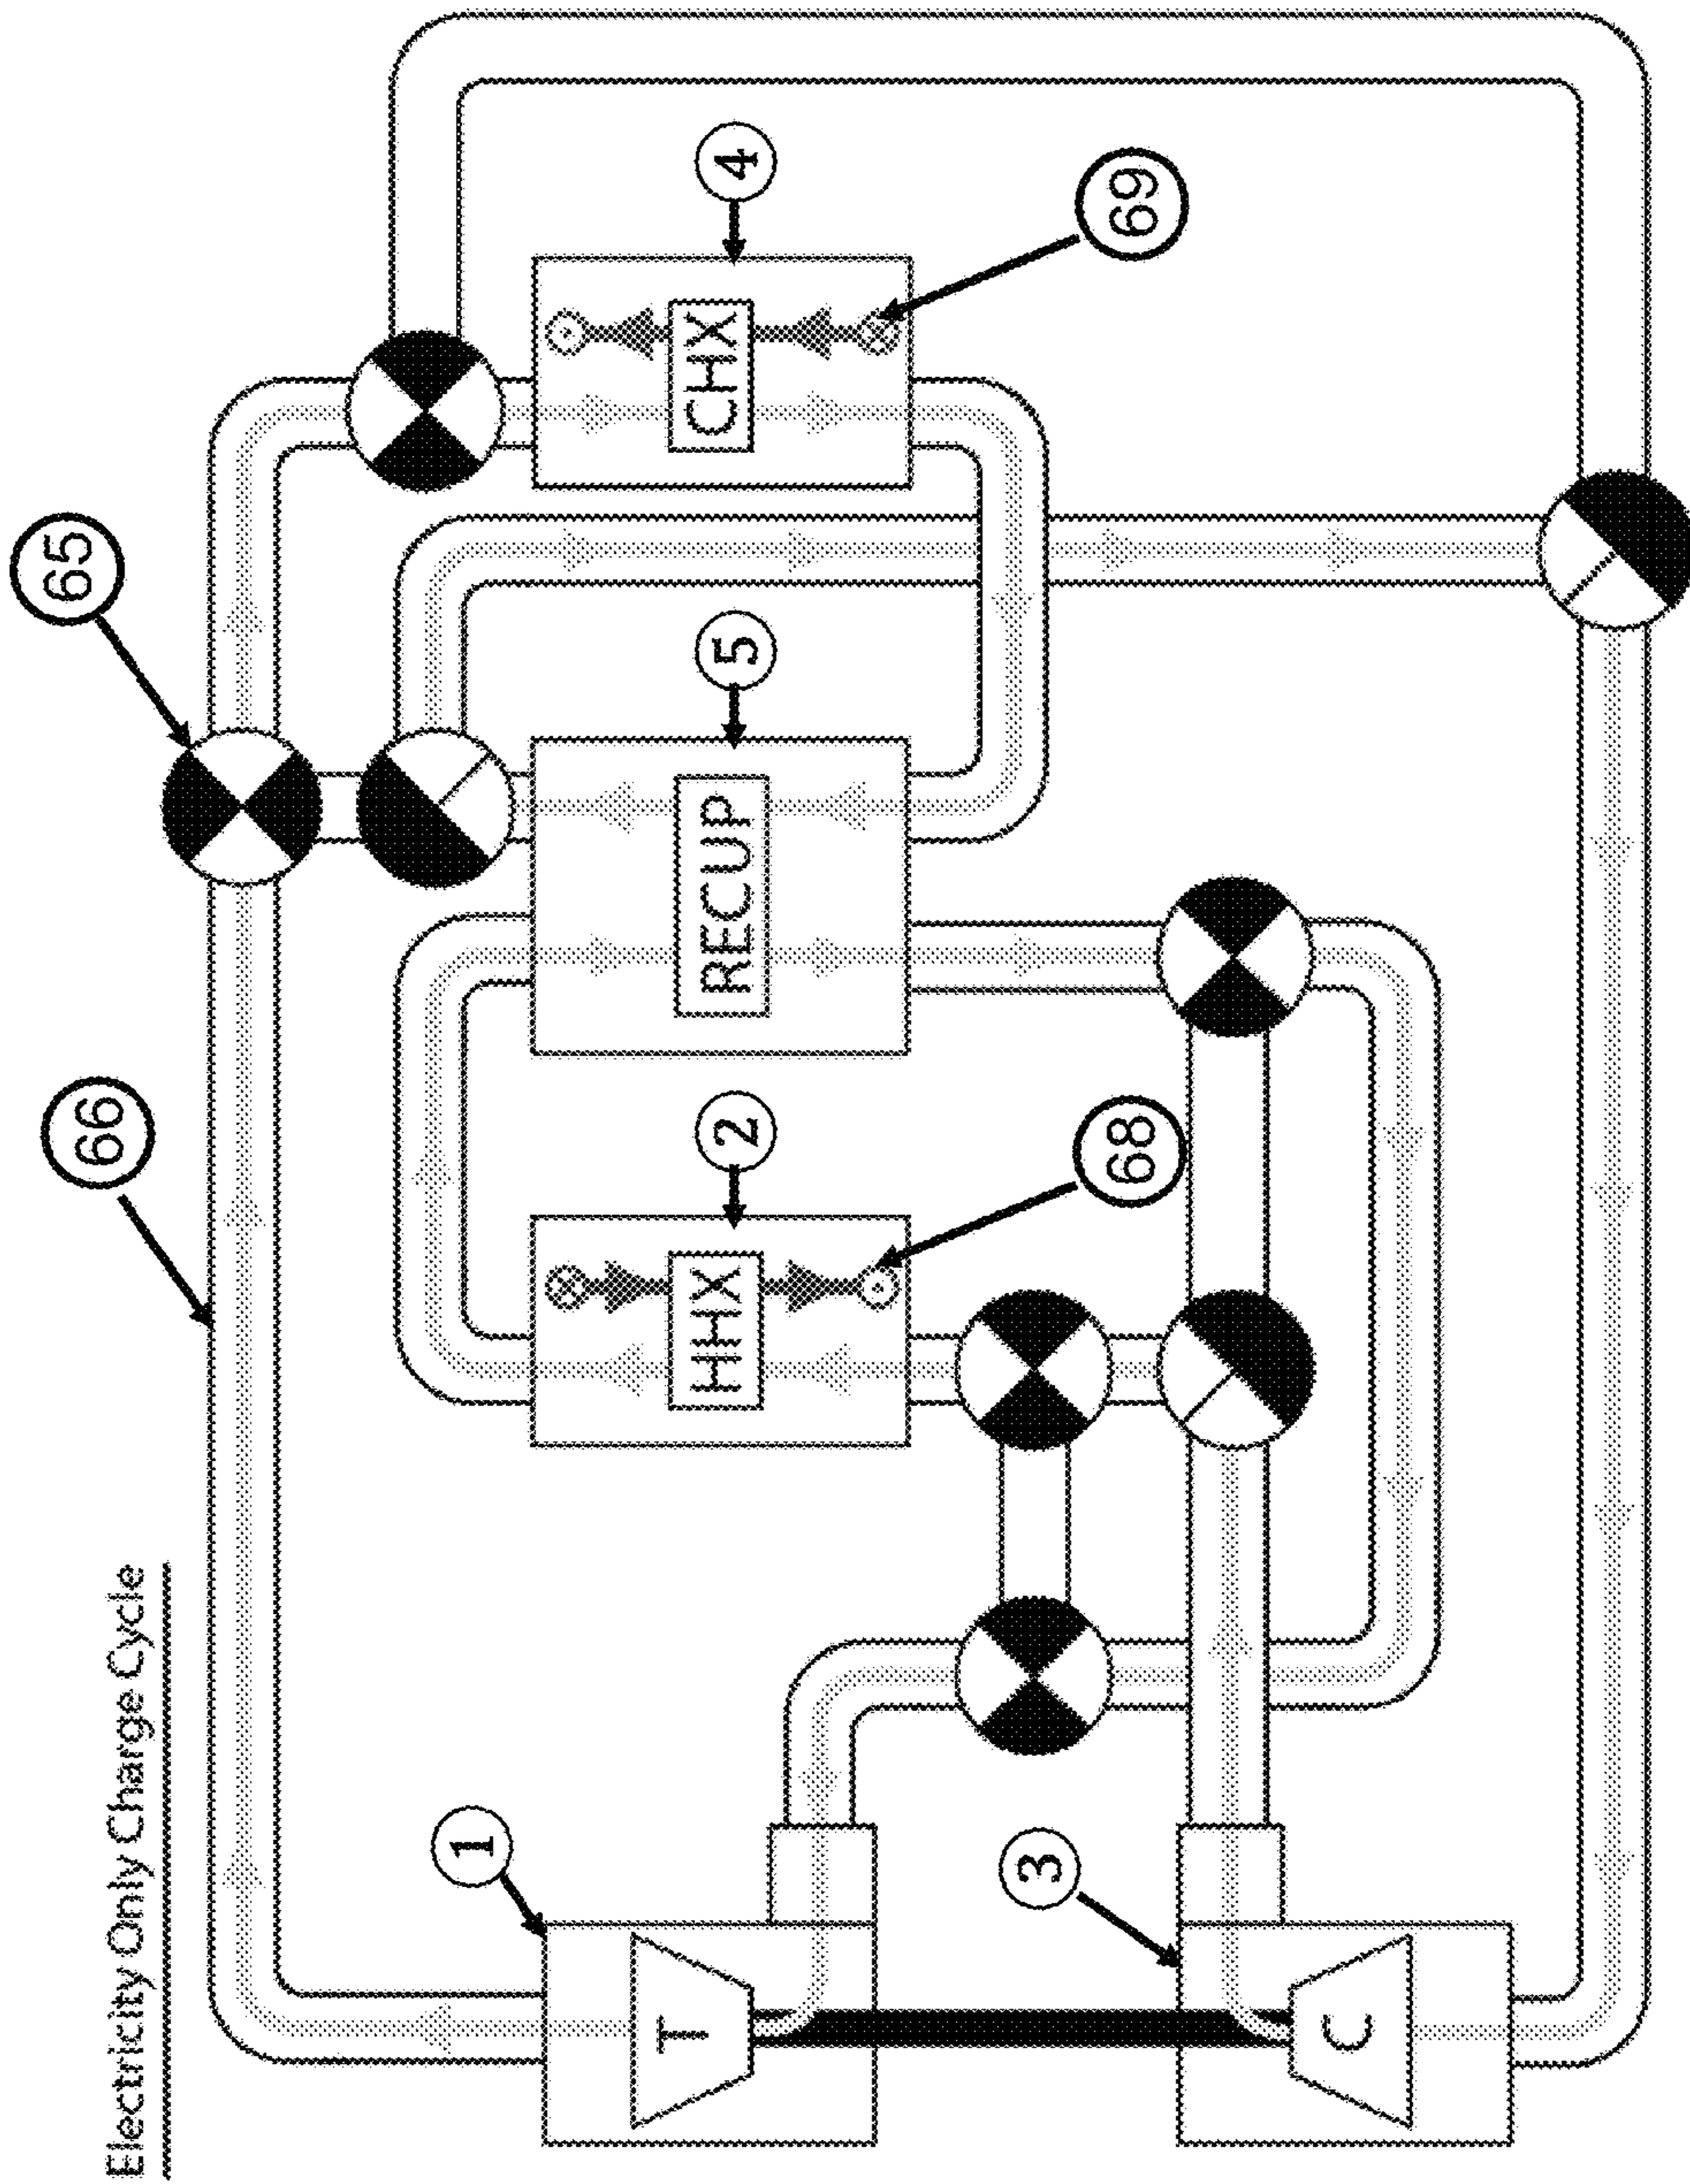 Electricity Only Charge Cycle
66
65
1
T
HHX
2
RECUP
5
CHX
4
3
68
69
C